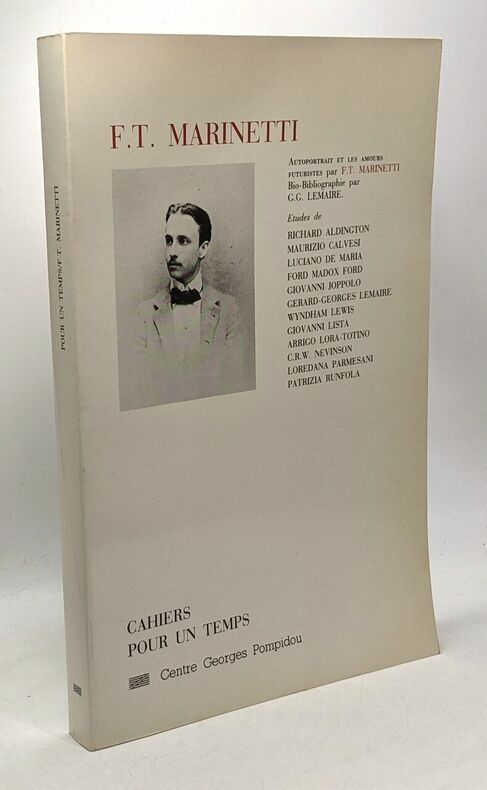 POUR UN TEMPS/F.T. MARINETTI
F.T. MARINETTI
AUTOPORTRAIT ET LES AMOURS
FUTURISTES par F.T. MARINETTI
Bio-Bibliographie par
G.G. LEMAIRE.
Etudes de
RICHARD ALDINGTON
MAURIZIO CALVESI
LUCIANO DE MARIA
FORD MADOX FORD
GIOVANNI JOPPOLO
GERARD-GEORGES LEMAIRE
WYNDHAM LEWIS
GIOVANNI LISTA
ARRIGO LORA-TOTINO
C.R.W. NEVINSON
LOREDANA PARMESANI
PATRIZIA RUNFOLA
CAHIERS
POUR UN TEMPS
Centre Georges Pompidou